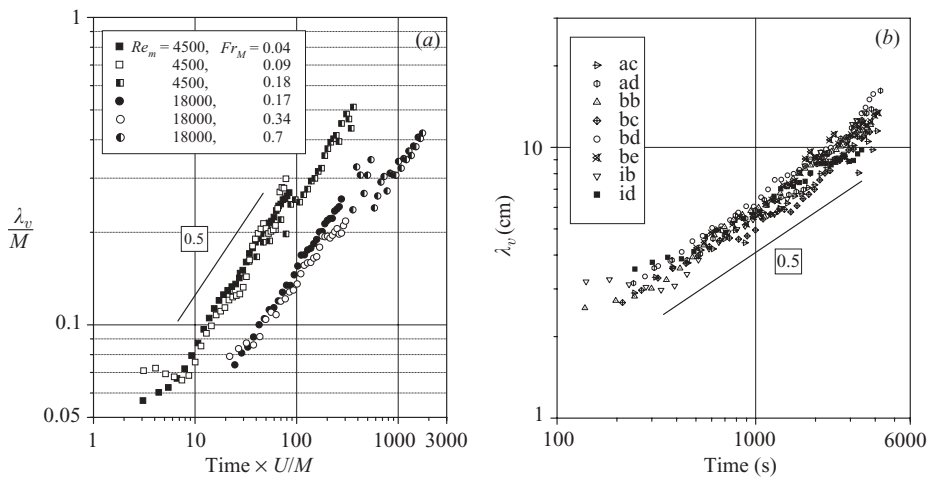 1
(a)
Re_m = 4500, Fr_M = 0.04
4500, 0.09
4500, 0.18
18000, 0.17
18000, 0.34
18000, 0.7
λ_v
M
0.5
0.1
0.05
1 10 100 1000 3000
Time × U/M
(b)
ac
ad
bb
bc
bd
be
ib
id
10
λ_v (cm)
0.5
1
100 1000 6000
Time (s)